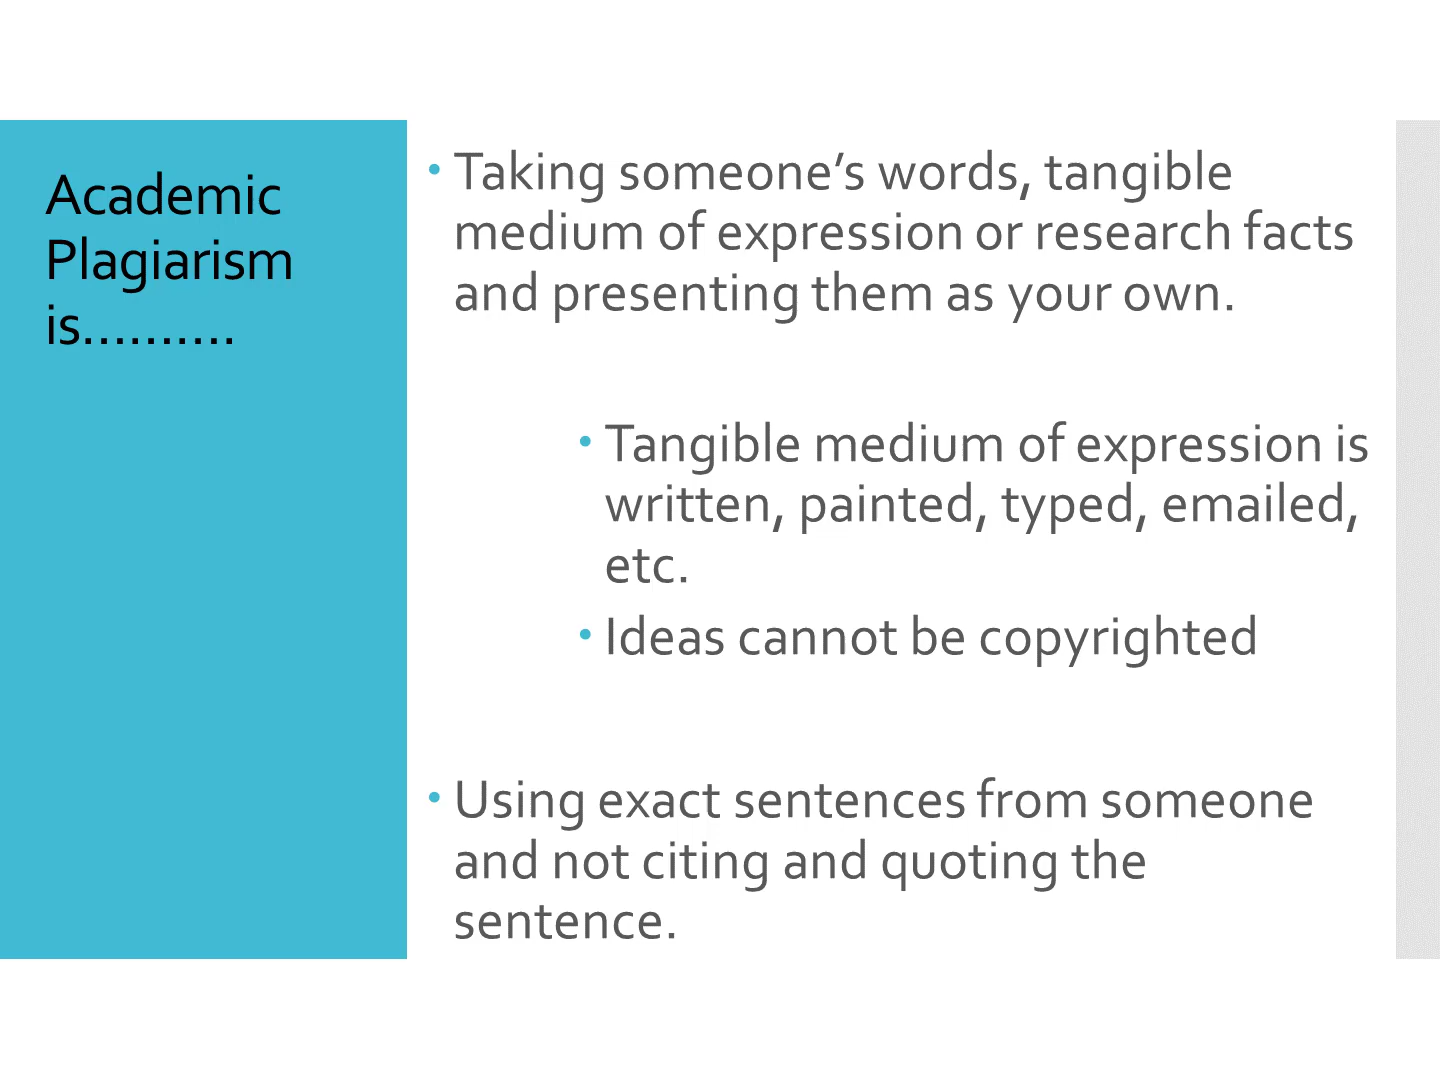 Academic
Plagiarism
is..........
• Taking someone’s words, tangible
medium of expression or research facts
and presenting them as your own.
• Tangible medium of expression is
written, painted, typed, emailed,
etc.
• Ideas cannot be copyrighted
• Using exact sentences from someone
and not citing and quoting the
sentence.